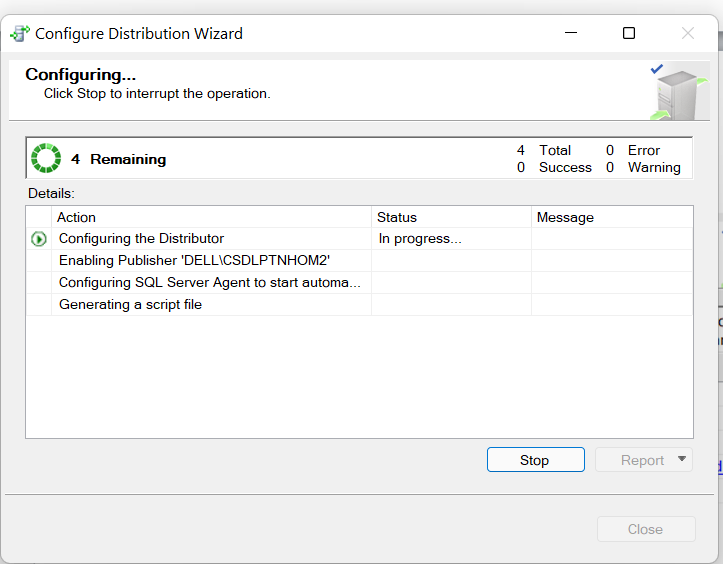 Configure Distribution Wizard
Configuring...
Click Stop to interrupt the operation.
4 Remaining
4 Total 0 Error
0 Success 0 Warning
Details:
Action Status Message
Configuring the Distributor In progress...
Enabling Publisher 'DELL\CSDLPTNHOM2'
Configuring SQL Server Agent to start automa...
Generating a script file
Stop Report
Close